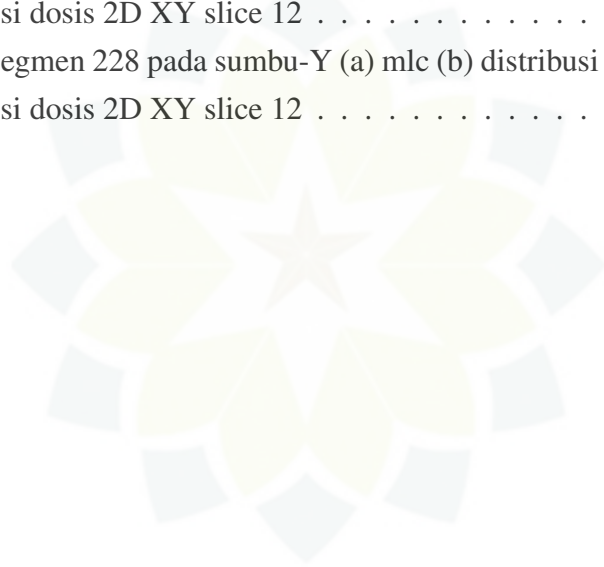 si dosis 2D XY slice 12 . . . . . . . . . . . .
egmen 228 pada sumbu-Y (a) mlc (b) distribusi
si dosis 2D XY slice 12 . . . . . . . . . . . .